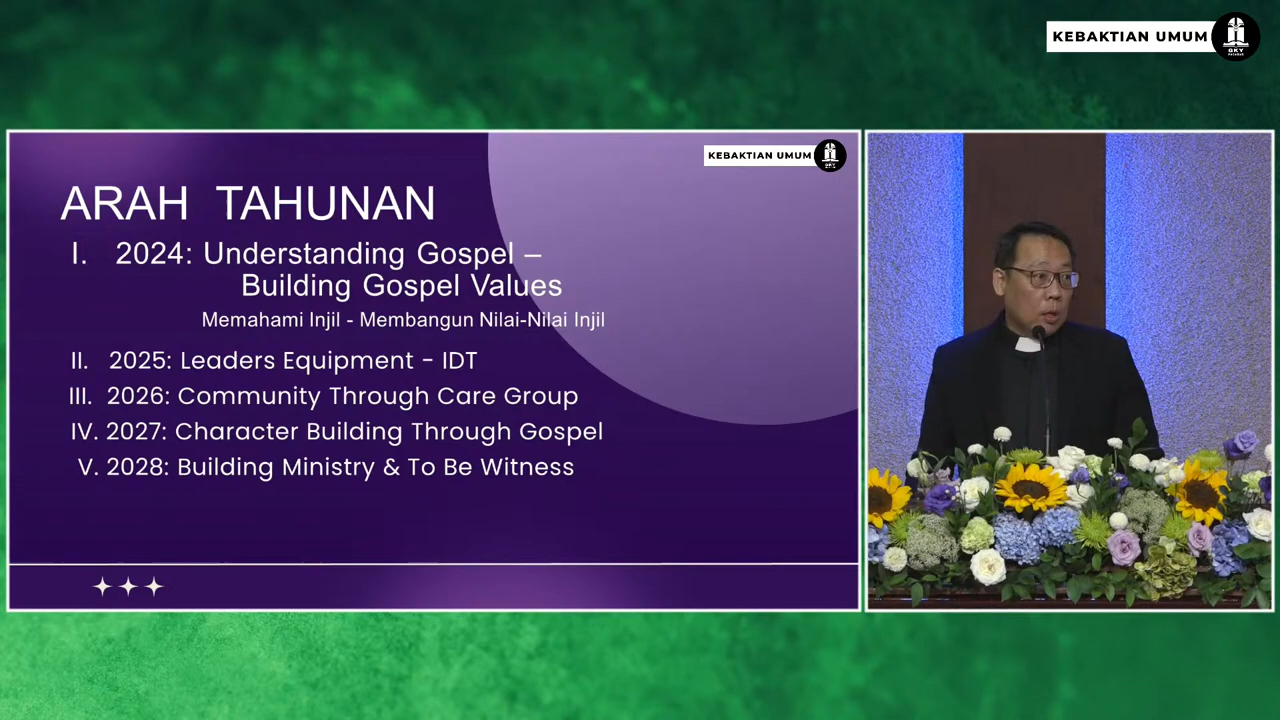 KEBAKTIAN UMUM
GKY
KEBAKTIAN UMUM
GKY
ARAH TAHUNAN
I. 2024: Understanding Gospel –
Building Gospel Values
Memahami Injil - Membangun Nilai-Nilai Injil
II. 2025: Leaders Equipment - IDT
III. 2026: Community Through Care Group
IV. 2027: Character Building Through Gospel
V. 2028: Building Ministry & To Be Witness